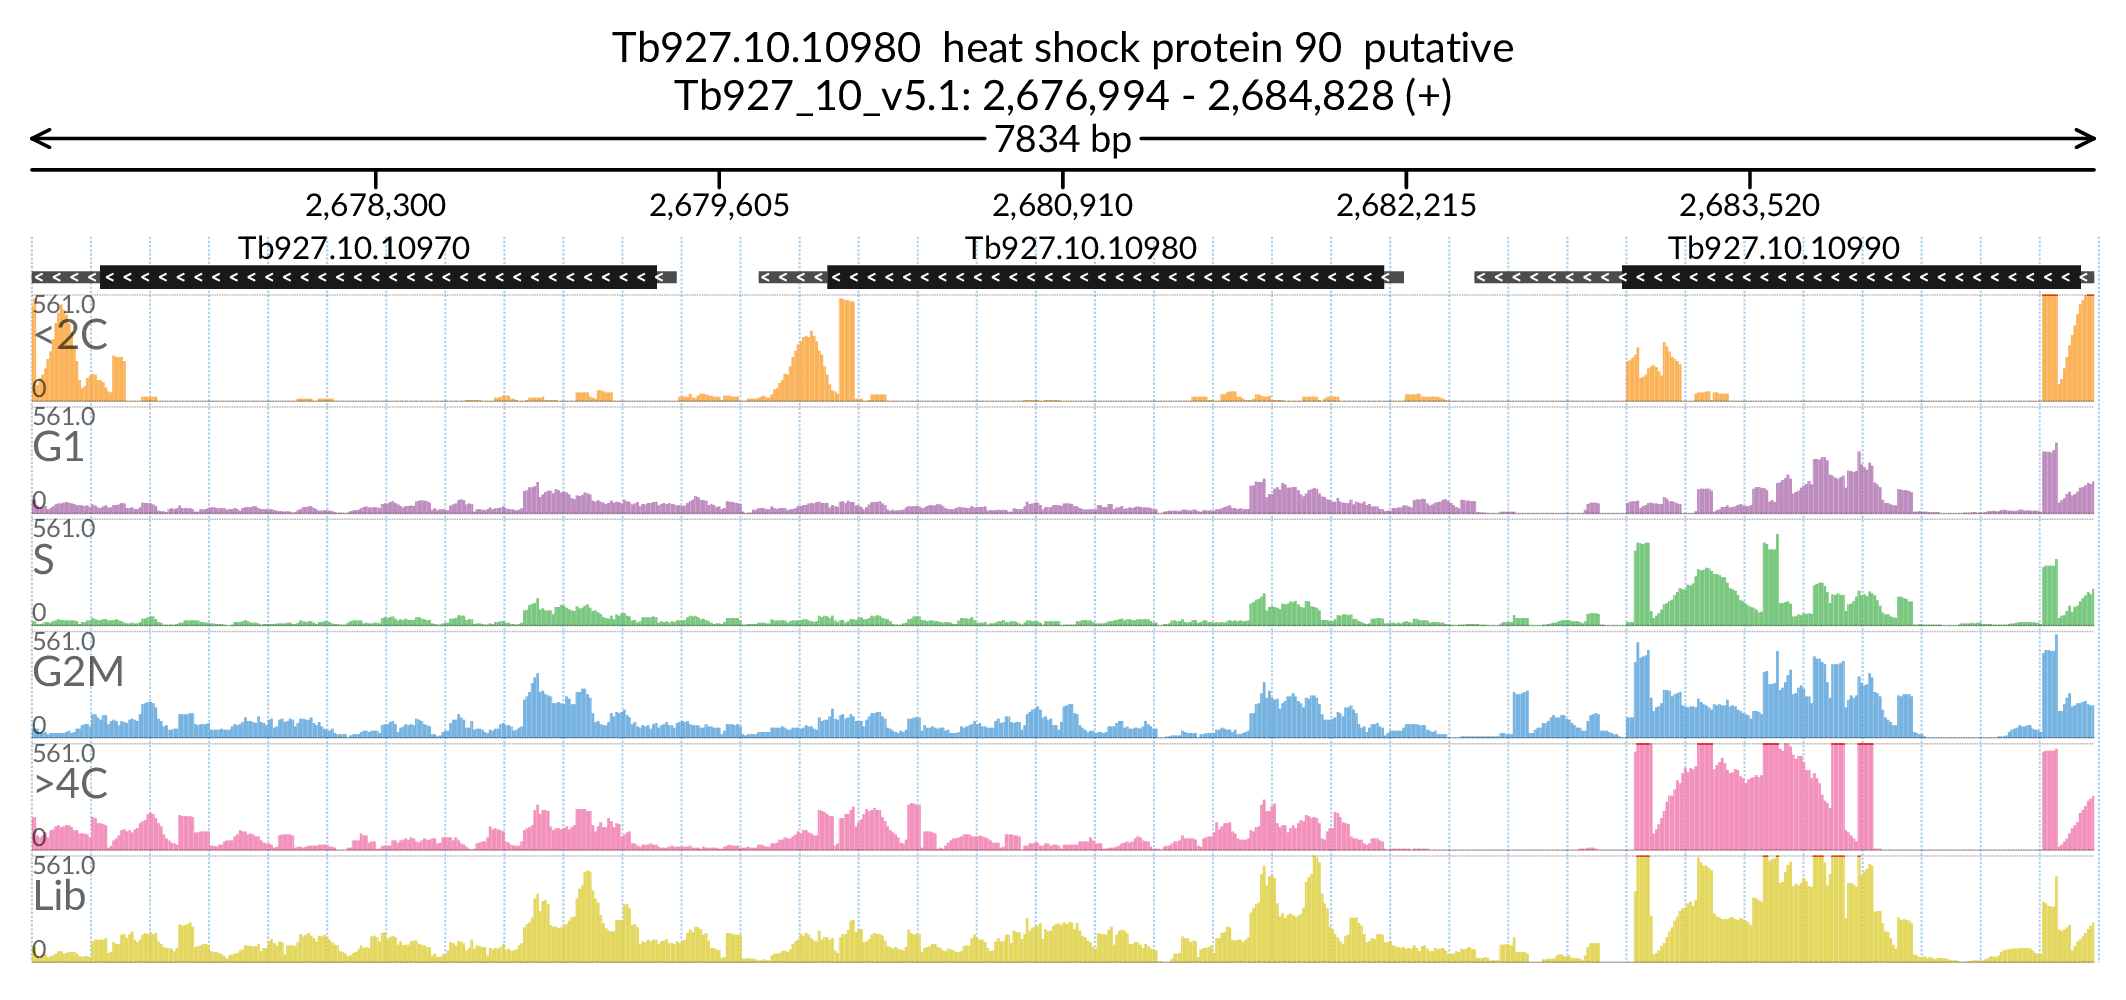 Tb927.10.10980  heat shock protein 90  putative
Tb927_10_v5.1: 2,676,994 - 2,684,828 (+)
7834 bp
2,678,300 2,679,605 2,680,910 2,682,215 2,683,520
Tb927.10.10970 Tb927.10.10980 Tb927.10.10990
561.0
<2C
0
561.0
G1
0
561.0
S
0
561.0
G2M
0
561.0
>4C
0
561.0
Lib
0